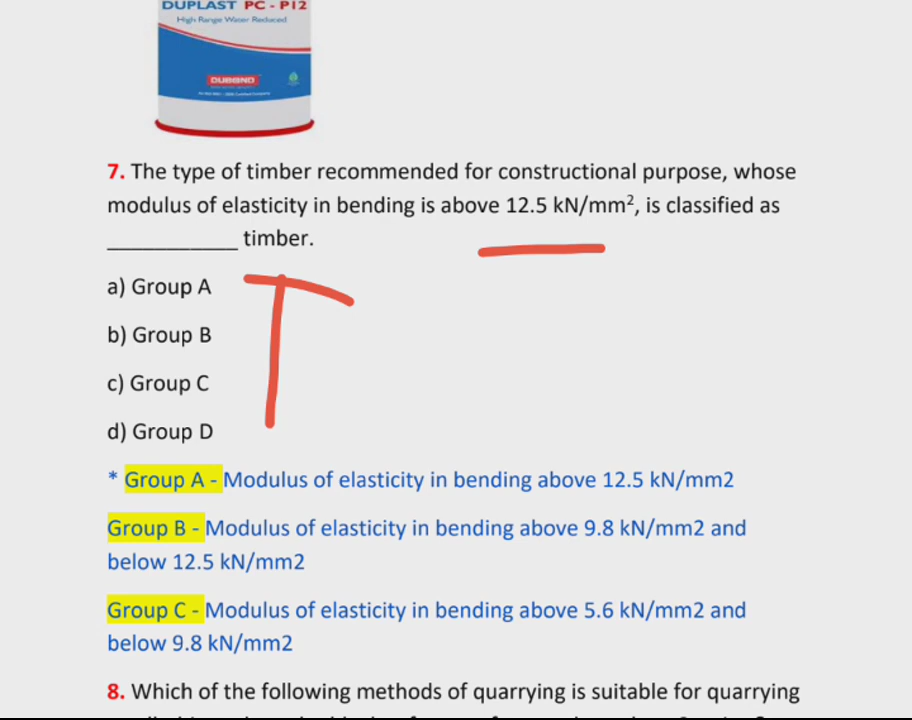 DUPLAST PC - P12
High Range Water Reduced
DUBOND
7. The type of timber recommended for constructional purpose, whose
modulus of elasticity in bending is above 12.5 kN/mm², is classified as
___________ timber.
a) Group A
b) Group B
c) Group C
d) Group D
* Group A - Modulus of elasticity in bending above 12.5 kN/mm2
Group B - Modulus of elasticity in bending above 9.8 kN/mm2 and
below 12.5 kN/mm2
Group C - Modulus of elasticity in bending above 5.6 kN/mm2 and
below 9.8 kN/mm2
8. Which of the following methods of quarrying is suitable for quarrying